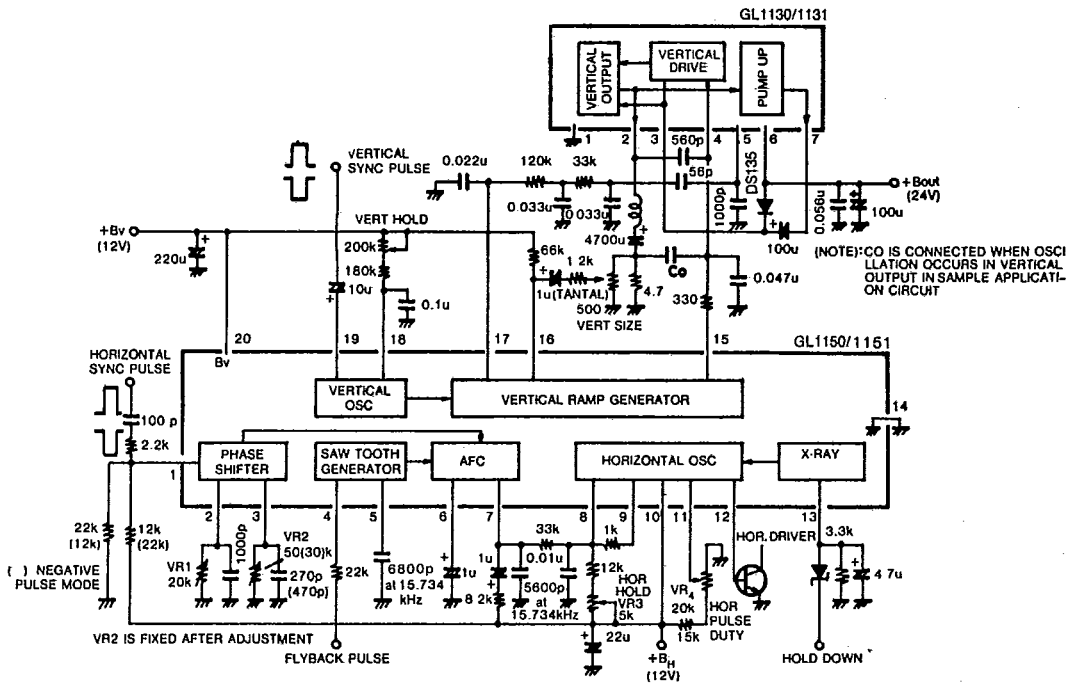 GL1130/1131
VERTICAL OUTPUT
VERTICAL DRIVE
PUMP UP
1
2
3
4
5
6
7
560p
VERTICAL
SYNC PULSE
0.022u
120k
33k
56p
DS135
+Bout
(24V)
0.033u
0.033u
1000p
0.056u
100u
100u
+Bv
(12V)
VERT HOLD
200k
220u
180k
10u
0.1u
66k
4700u
1.2k
1u(TANTAL)
500
4.7
Co
330
0.047u
VERT SIZE
(NOTE):CO IS CONNECTED WHEN OSCI
LLATION OCCURS IN VERTICAL
OUTPUT IN SAMPLE APPLICATI-
ON CIRCUIT
20
19
18
17
16
15
GL1150/1151
Bv
HORIZONTAL
SYNC PULSE
VERTICAL
OSC
VERTICAL RAMP GENERATOR
14
100 p
2.2k
PHASE
SHIFTER
SAW TOOTH
GENERATOR
AFC
HORIZONTAL OSC
X-RAY
1
2
3
4
5
6
7
8
9
10
11
12
13
22k
(12k)
12k
(22k)
( ) NEGATIVE
PULSE MODE
VR1
20k
1000p
VR2
50(30)k
270p
(470p)
22k
6800p
at 15.734
kHz
1u
1u
8.2k
33k
0.01u
5600p
at
15.734kHz
1k
12k
HOR
HOLD
VR3
5k
22u
VR4
20k
15k
HOR
PULSE
DUTY
HOR. DRIVER
3.3k
4.7u
VR2 IS FIXED AFTER ADJUSTMENT
FLYBACK PULSE
+BH
(12V)
HOLD DOWN